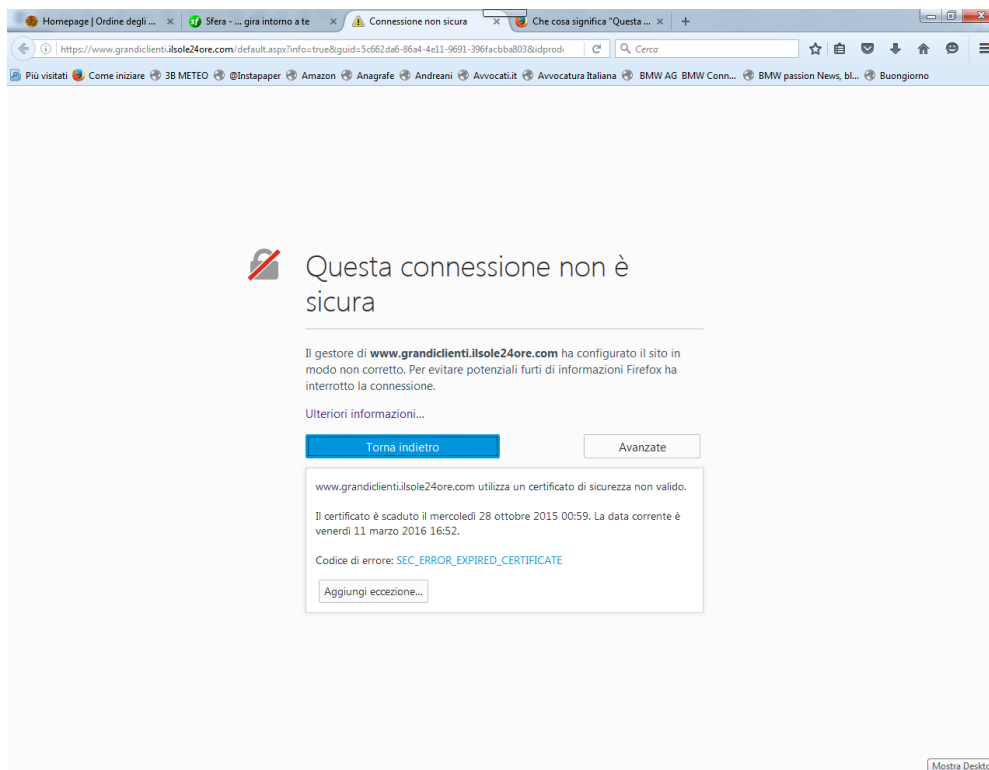 Homepage | Ordine degli ...
Sfera - ... gira intorno a te
Connessione non sicura
Che cosa significa "Questa ...
https://www.grandiclienti.ilsole24ore.com/default.aspx?info=true&guid=5c662da6-86a4-4e11-9691-396facbba803&idprod
Cerca
Più visitati
Come iniziare
3B METEO
@Instapaper
Amazon
Anagrafe
Andreani
Avvocati.it
Avvocatura Italiana
BMW AG BMW Conn...
BMW passion News, bl...
Buongiorno
Questa connessione non è
sicura
Il gestore di www.grandiclienti.ilsole24ore.com ha configurato il sito in
modo non corretto. Per evitare potenziali furti di informazioni Firefox ha
interrotto la connessione.
Ulteriori informazioni...
Torna indietro
Avanzate
www.grandiclienti.ilsole24ore.com utilizza un certificato di sicurezza non valido.
Il certificato è scaduto il mercoledì 28 ottobre 2015 00:59. La data corrente è
venerdì 11 marzo 2016 16:52.
Codice di errore: SEC_ERROR_EXPIRED_CERTIFICATE
Aggiungi eccezione...
Mostra Deskto